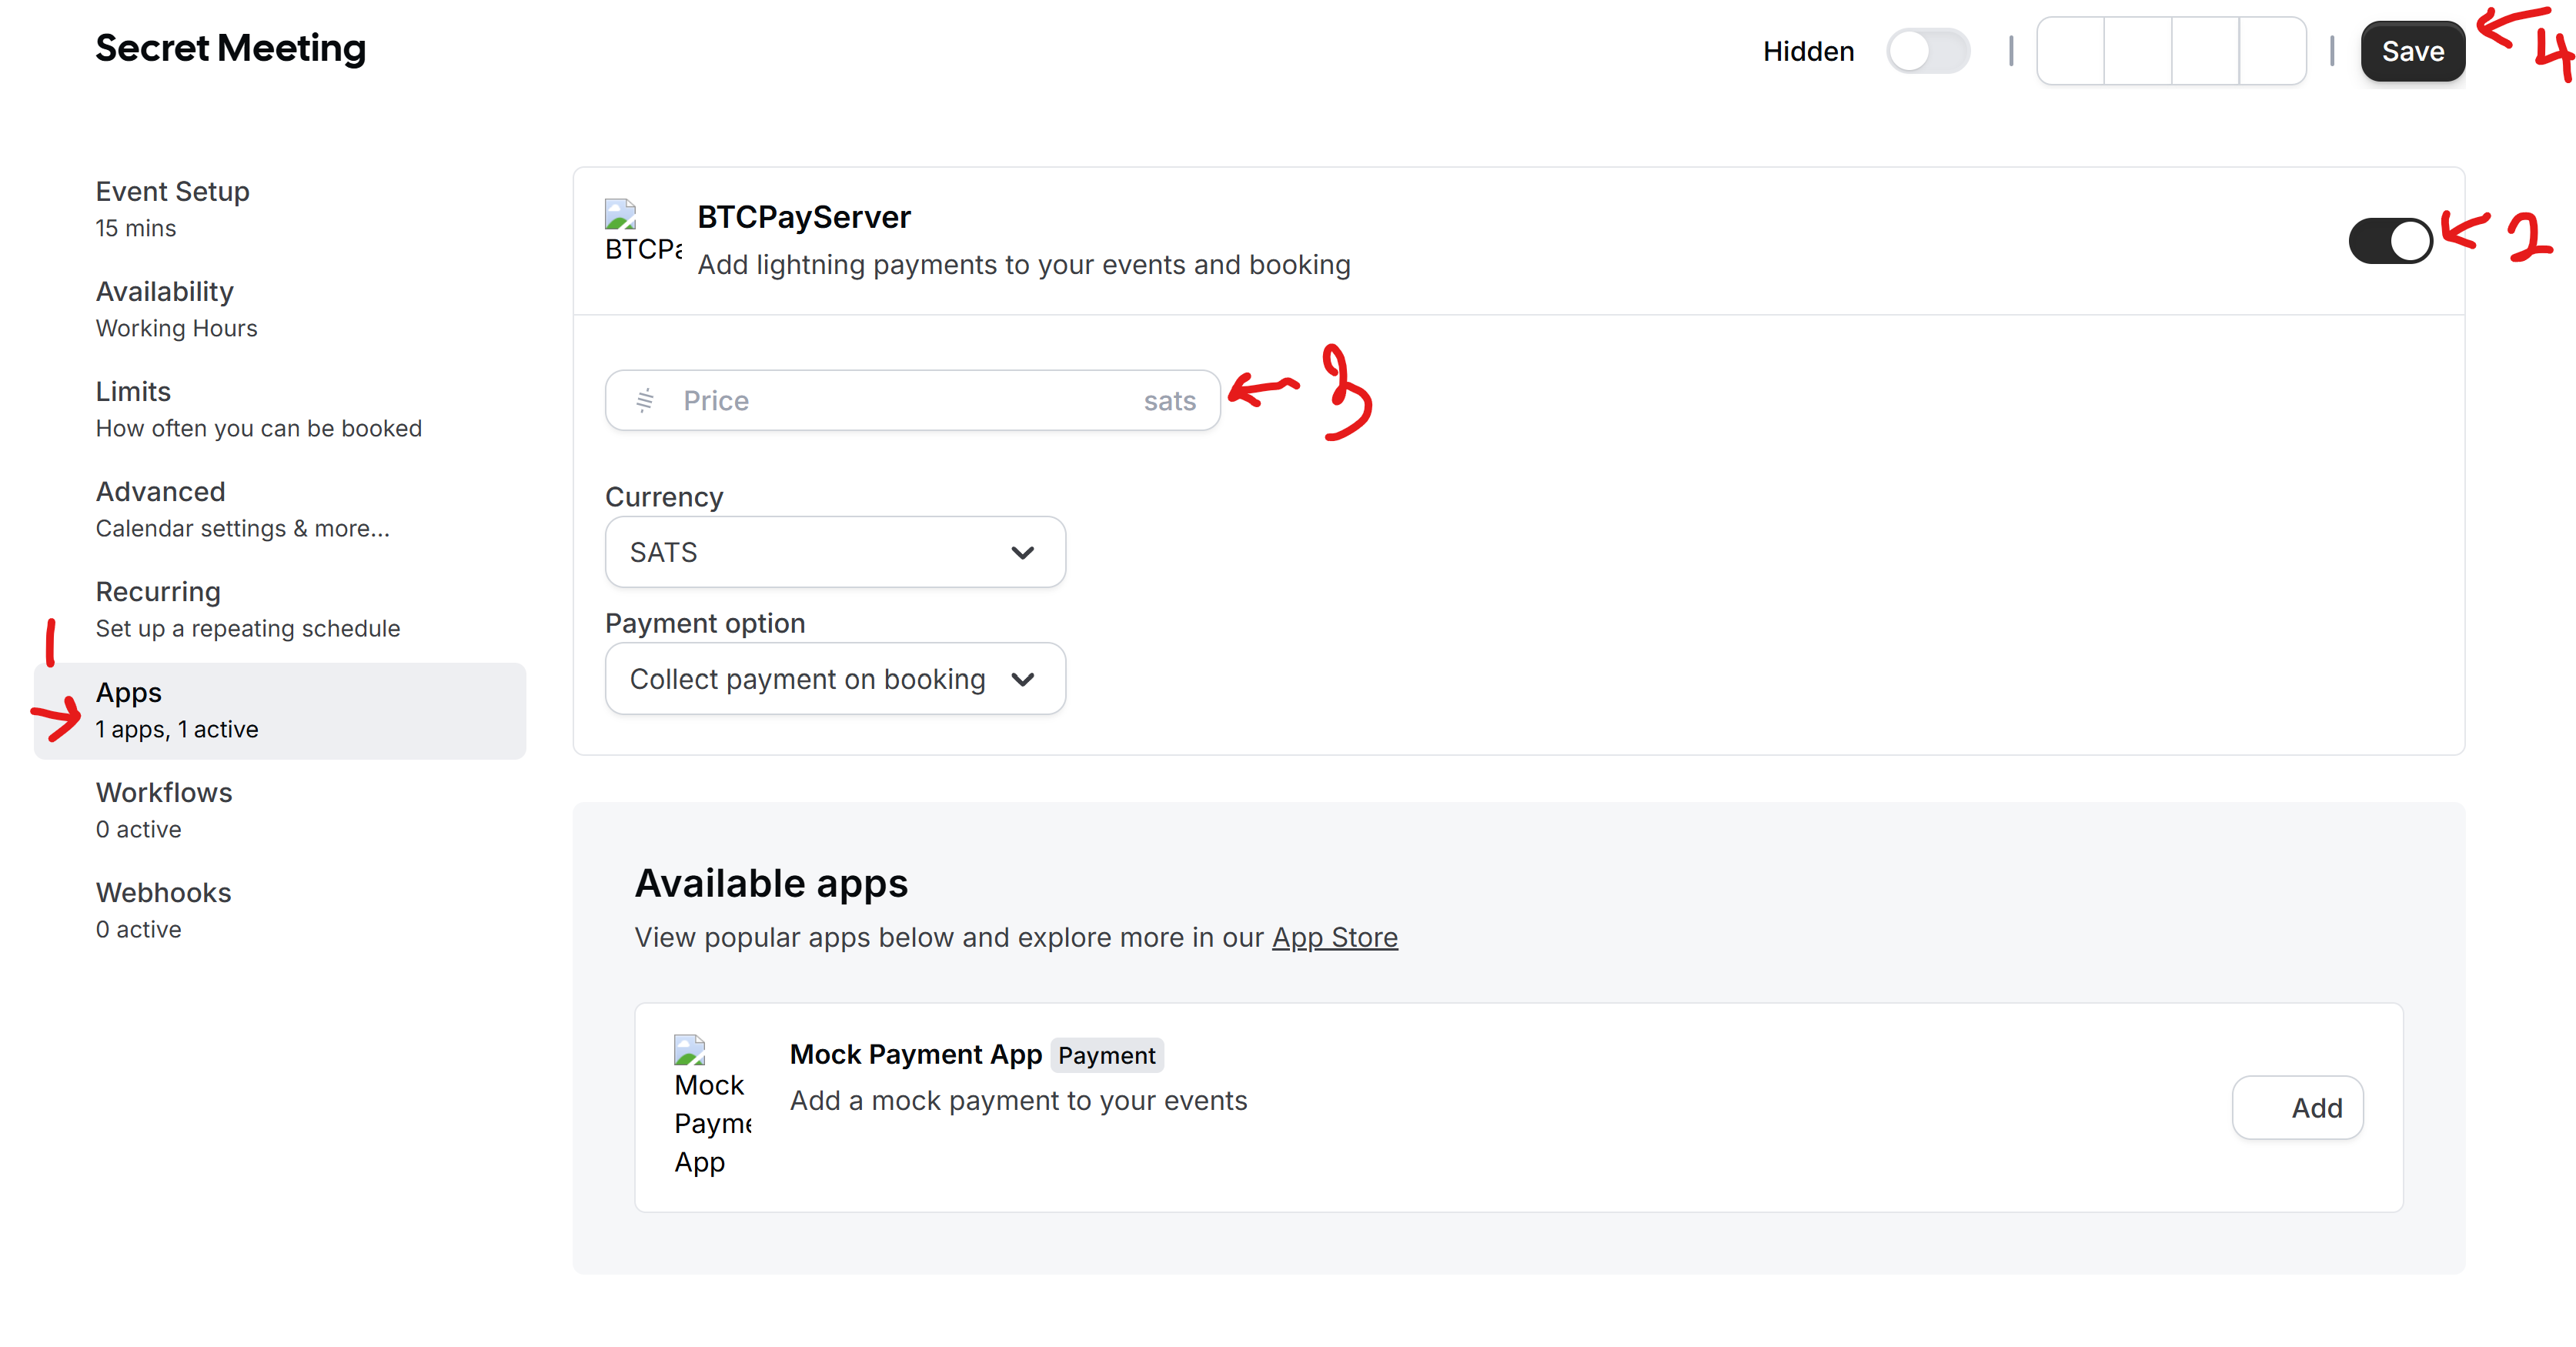 Secret Meeting
Hidden
Save
4
Event Setup
15 mins
Availability
Working Hours
Limits
How often you can be booked
Advanced
Calendar settings & more...
Recurring
Set up a repeating schedule
1
Apps
1 apps, 1 active
Workflows
0 active
Webhooks
0 active
BTCPa
BTCPayServer
Add lightning payments to your events and booking
2
Price
sats
3
Currency
SATS
Payment option
Collect payment on booking
Available apps
View popular apps below and explore more in our App Store
Mock
Payme
App
Mock Payment App Payment
Add a mock payment to your events
Add